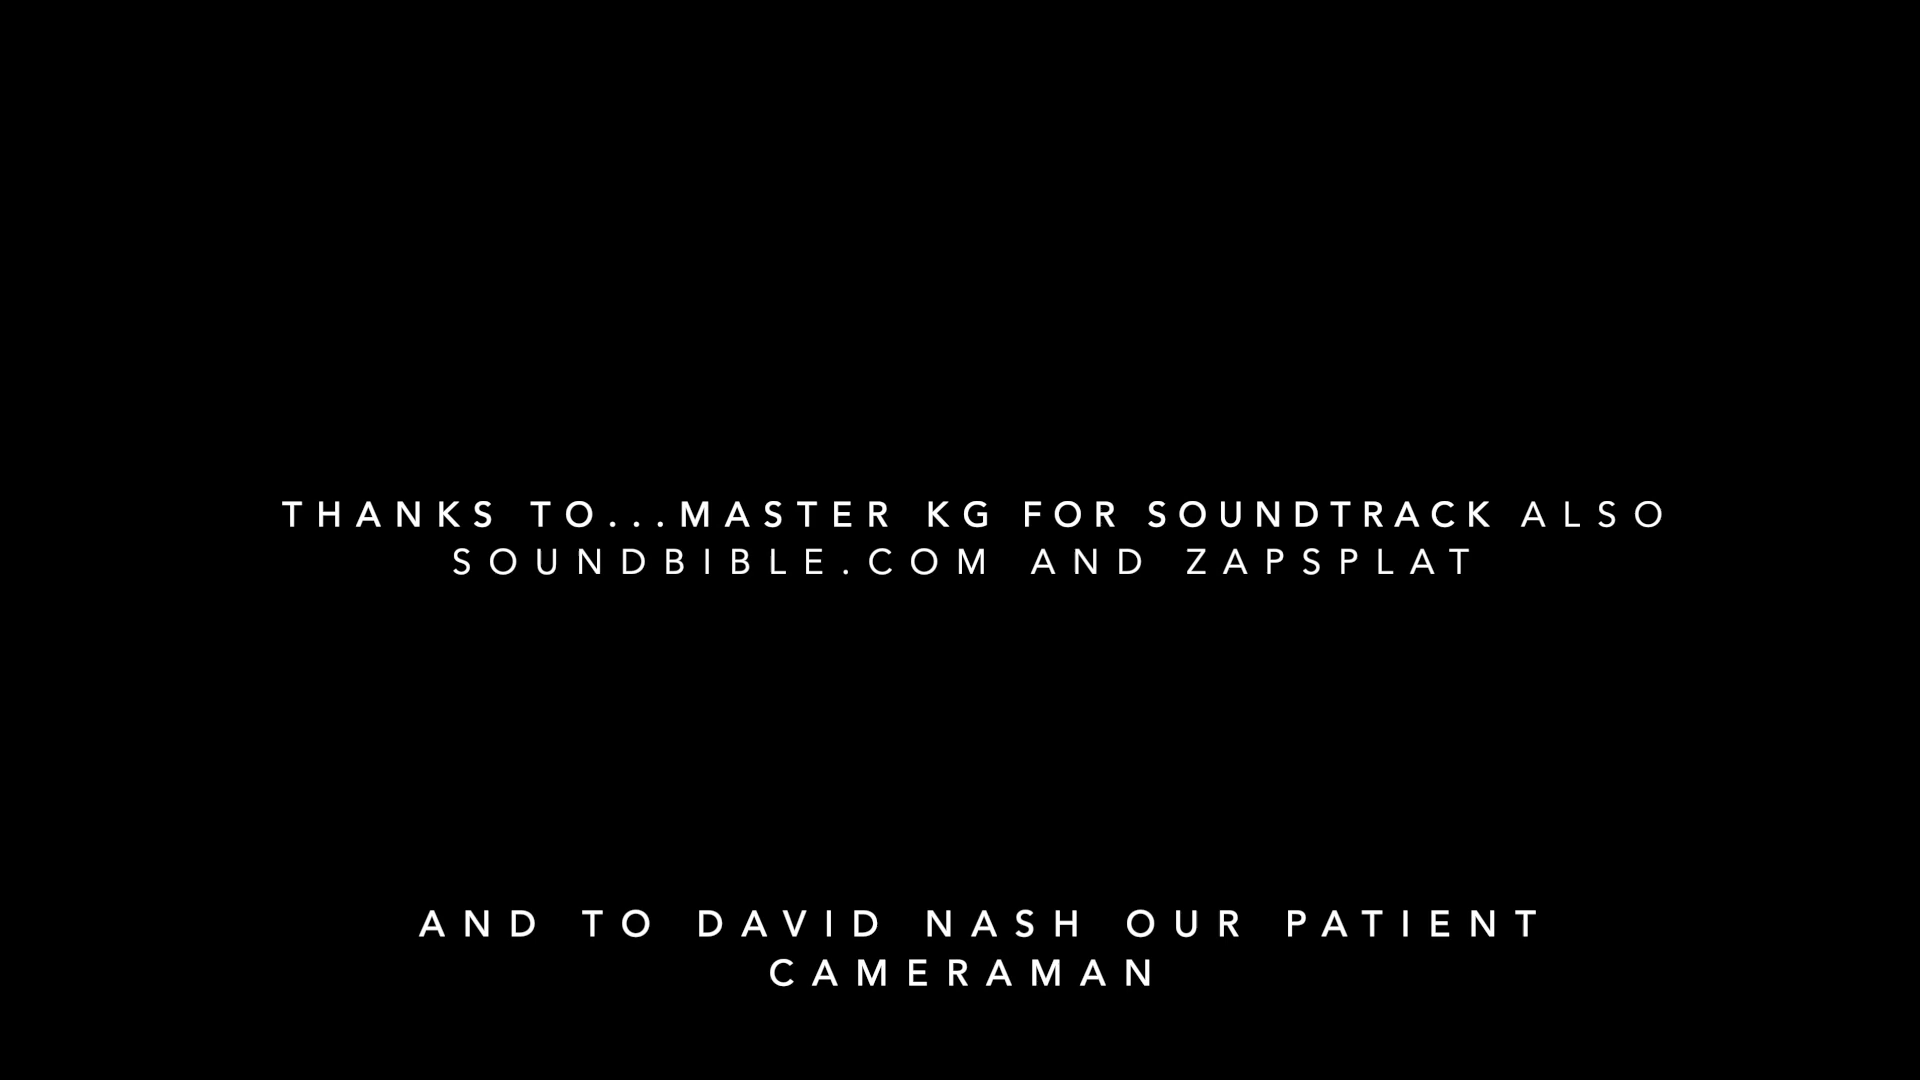 THANKS TO...MASTER KG FOR SOUNDTRACK ALSO
SOUNDBIBLE.COM AND ZAPSPLAT
AND TO DAVID NASH OUR PATIENT
CAMERAMAN